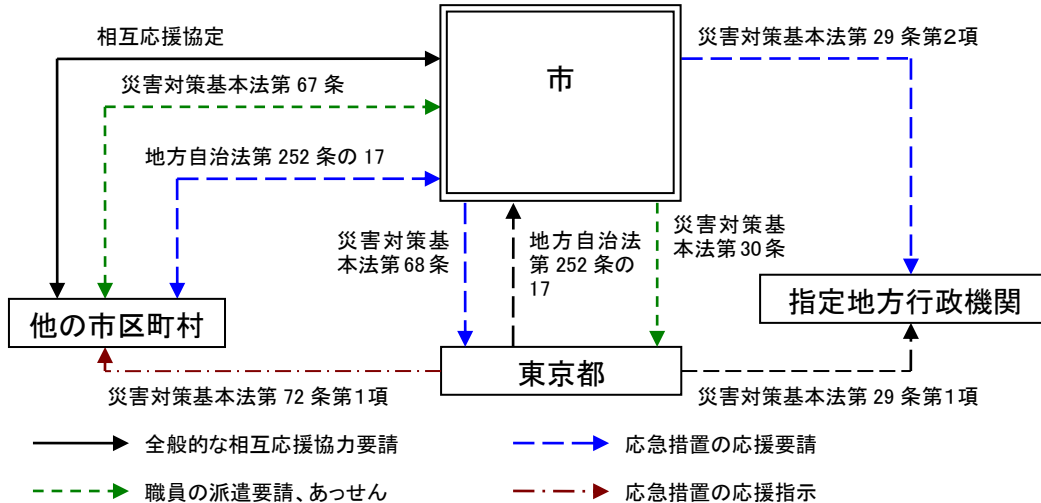 相互応援協定
災害対策基本法第 67 条
地方自治法第 252 条の 17
市
災害対策基本法第 29 条第２項
災害対策基
本法第 68 条
地方自治法
第 252 条の
17
災害対策基
本法第 30 条
他の市区町村
東京都
指定地方行政機関
災害対策基本法第 72 条第１項
災害対策基本法第 29 条第１項
全般的な相互応援協力要請
応急措置の応援要請
職員の派遣要請、あっせん
応急措置の応援指示